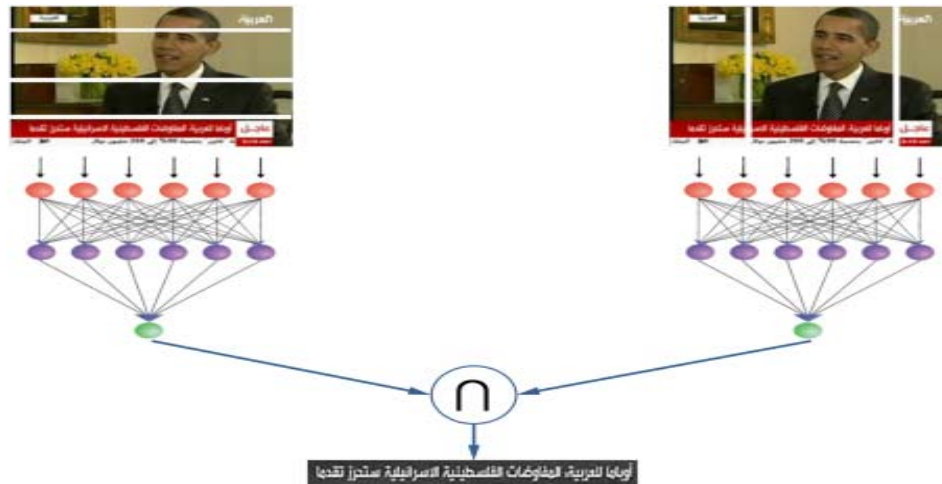 العربية
عاجل أوباما للعربية: المفاوضات الفلسطينية الاسرائيلية ستحرز تقدما
العربية
عاجل أوباما للعربية: المفاوضات الفلسطينية الاسرائيلية ستحرز تقدما
∩
أوباما للعربية: المفاوضات الفلسطينية الاسرائيلية ستحرز تقدما